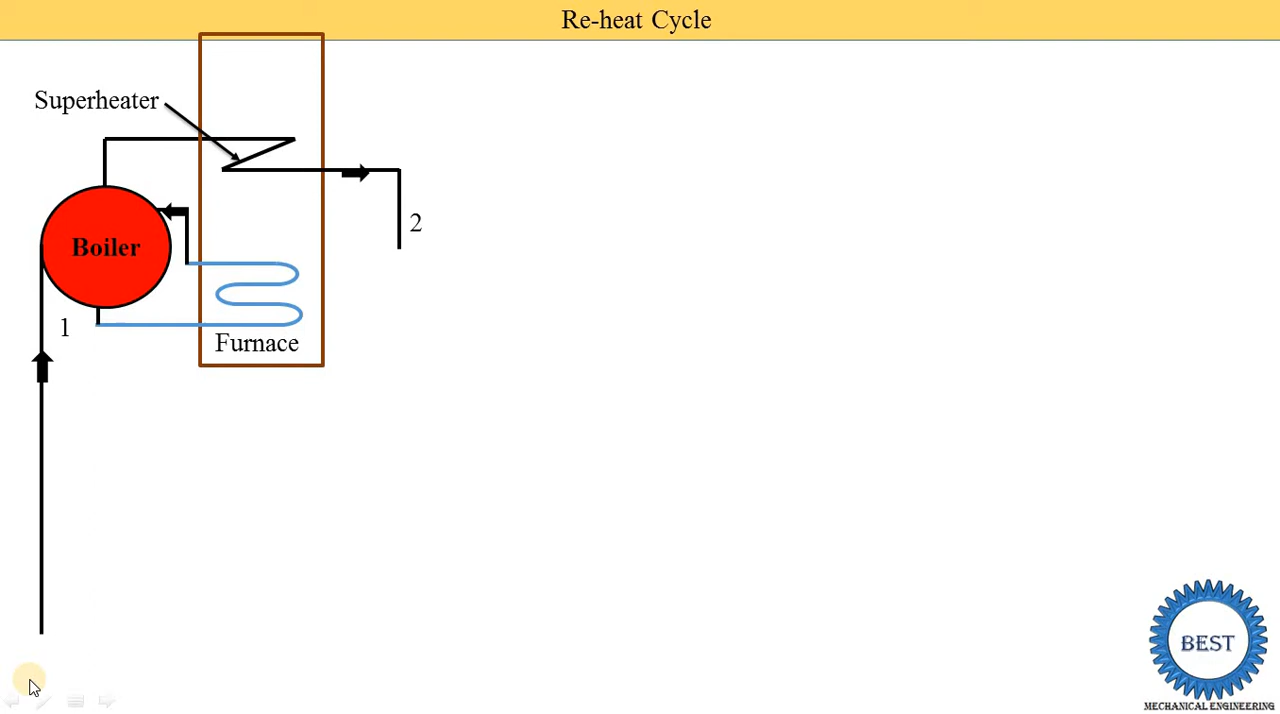 Re-heat Cycle
Superheater
2
Boiler
1
Furnace
BEST
MECHANICAL ENGINEERING